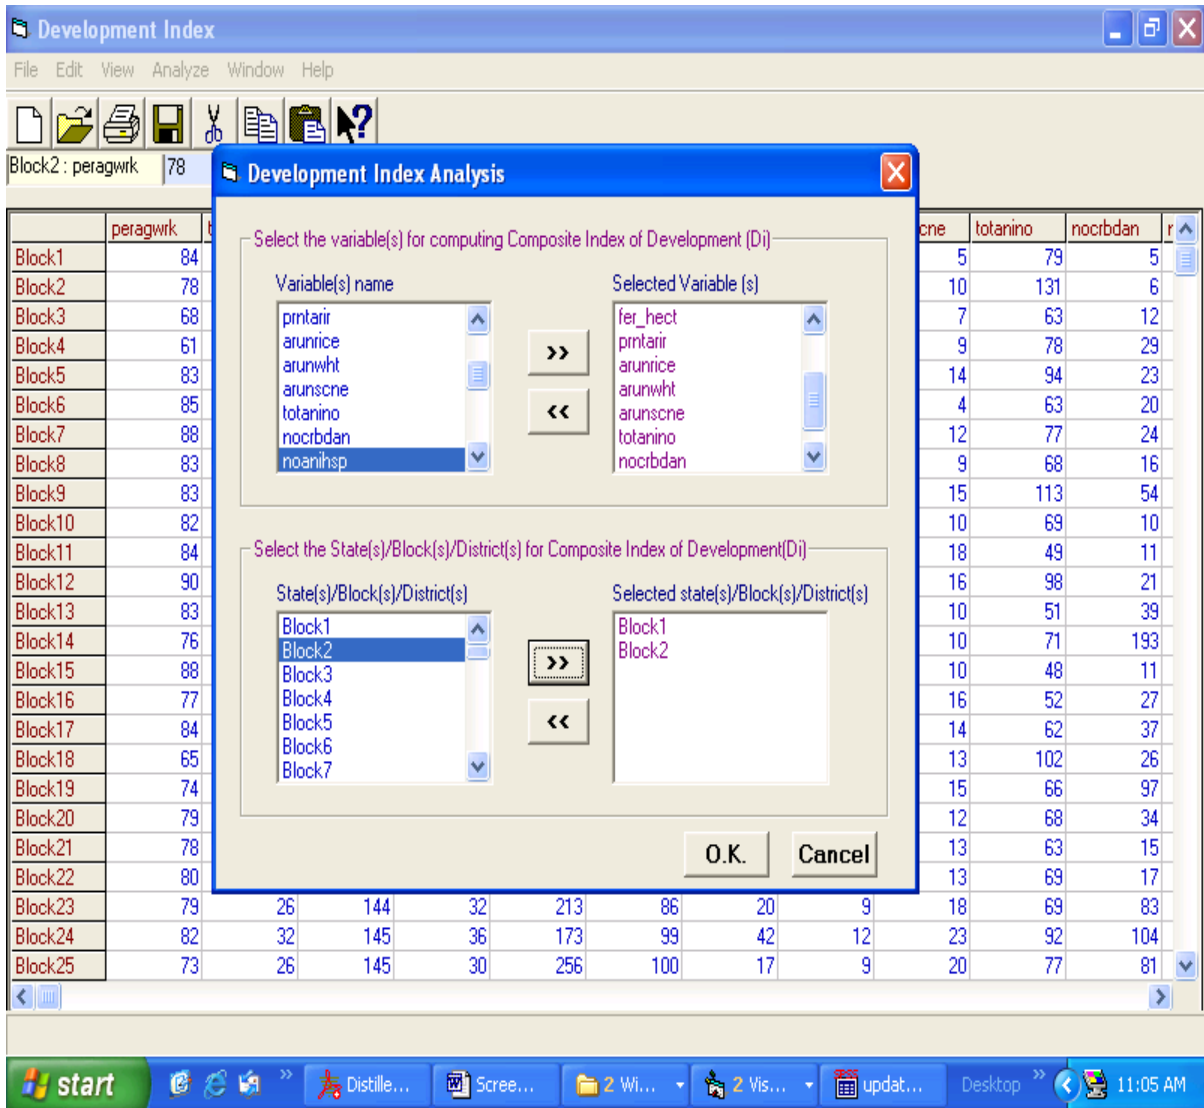 Development Index
File Edit View Analyze Window Help
Block2 : peragwrk 78
Development Index Analysis
Select the variable(s) for computing Composite Index of Development (Di)
Variable(s) name
prntarir
arunrice
arunwht
arunscne
totanino
nocrbdan
noanihsp
>>
<<
Selected Variable (s)
fer_hect
prntarir
arunrice
arunwht
arunscne
totanino
nocrbdan
Select the State(s)/Block(s)/District(s) for Composite Index of Development(Di)
State(s)/Block(s)/District(s)
Block1
Block2
Block3
Block4
Block5
Block6
Block7
>>
<<
Selected state(s)/Block(s)/District(s)
Block1
Block2
O.K. Cancel
peragwrk cne totanino nocrbdan
Block1 84 5 79 5
Block2 78 10 131 6
Block3 68 7 63 12
Block4 61 9 78 29
Block5 83 14 94 23
Block6 85 4 63 20
Block7 88 12 77 24
Block8 83 9 68 16
Block9 83 15 113 54
Block10 82 10 69 10
Block11 84 18 49 11
Block12 90 16 98 21
Block13 83 10 51 39
Block14 76 10 71 193
Block15 88 10 48 11
Block16 77 16 52 27
Block17 84 14 62 37
Block18 65 13 102 26
Block19 74 15 66 97
Block20 79 12 68 34
Block21 78 13 63 15
Block22 80 13 69 17
Block23 79 26 144 32 213 86 20 9 18 69 83
Block24 82 32 145 36 173 99 42 12 23 92 104
Block25 73 26 145 30 256 100 17 9 20 77 81
start » Distille... Scree... 2 Wi... 2 Vis... updat... Desktop » 11:05 AM